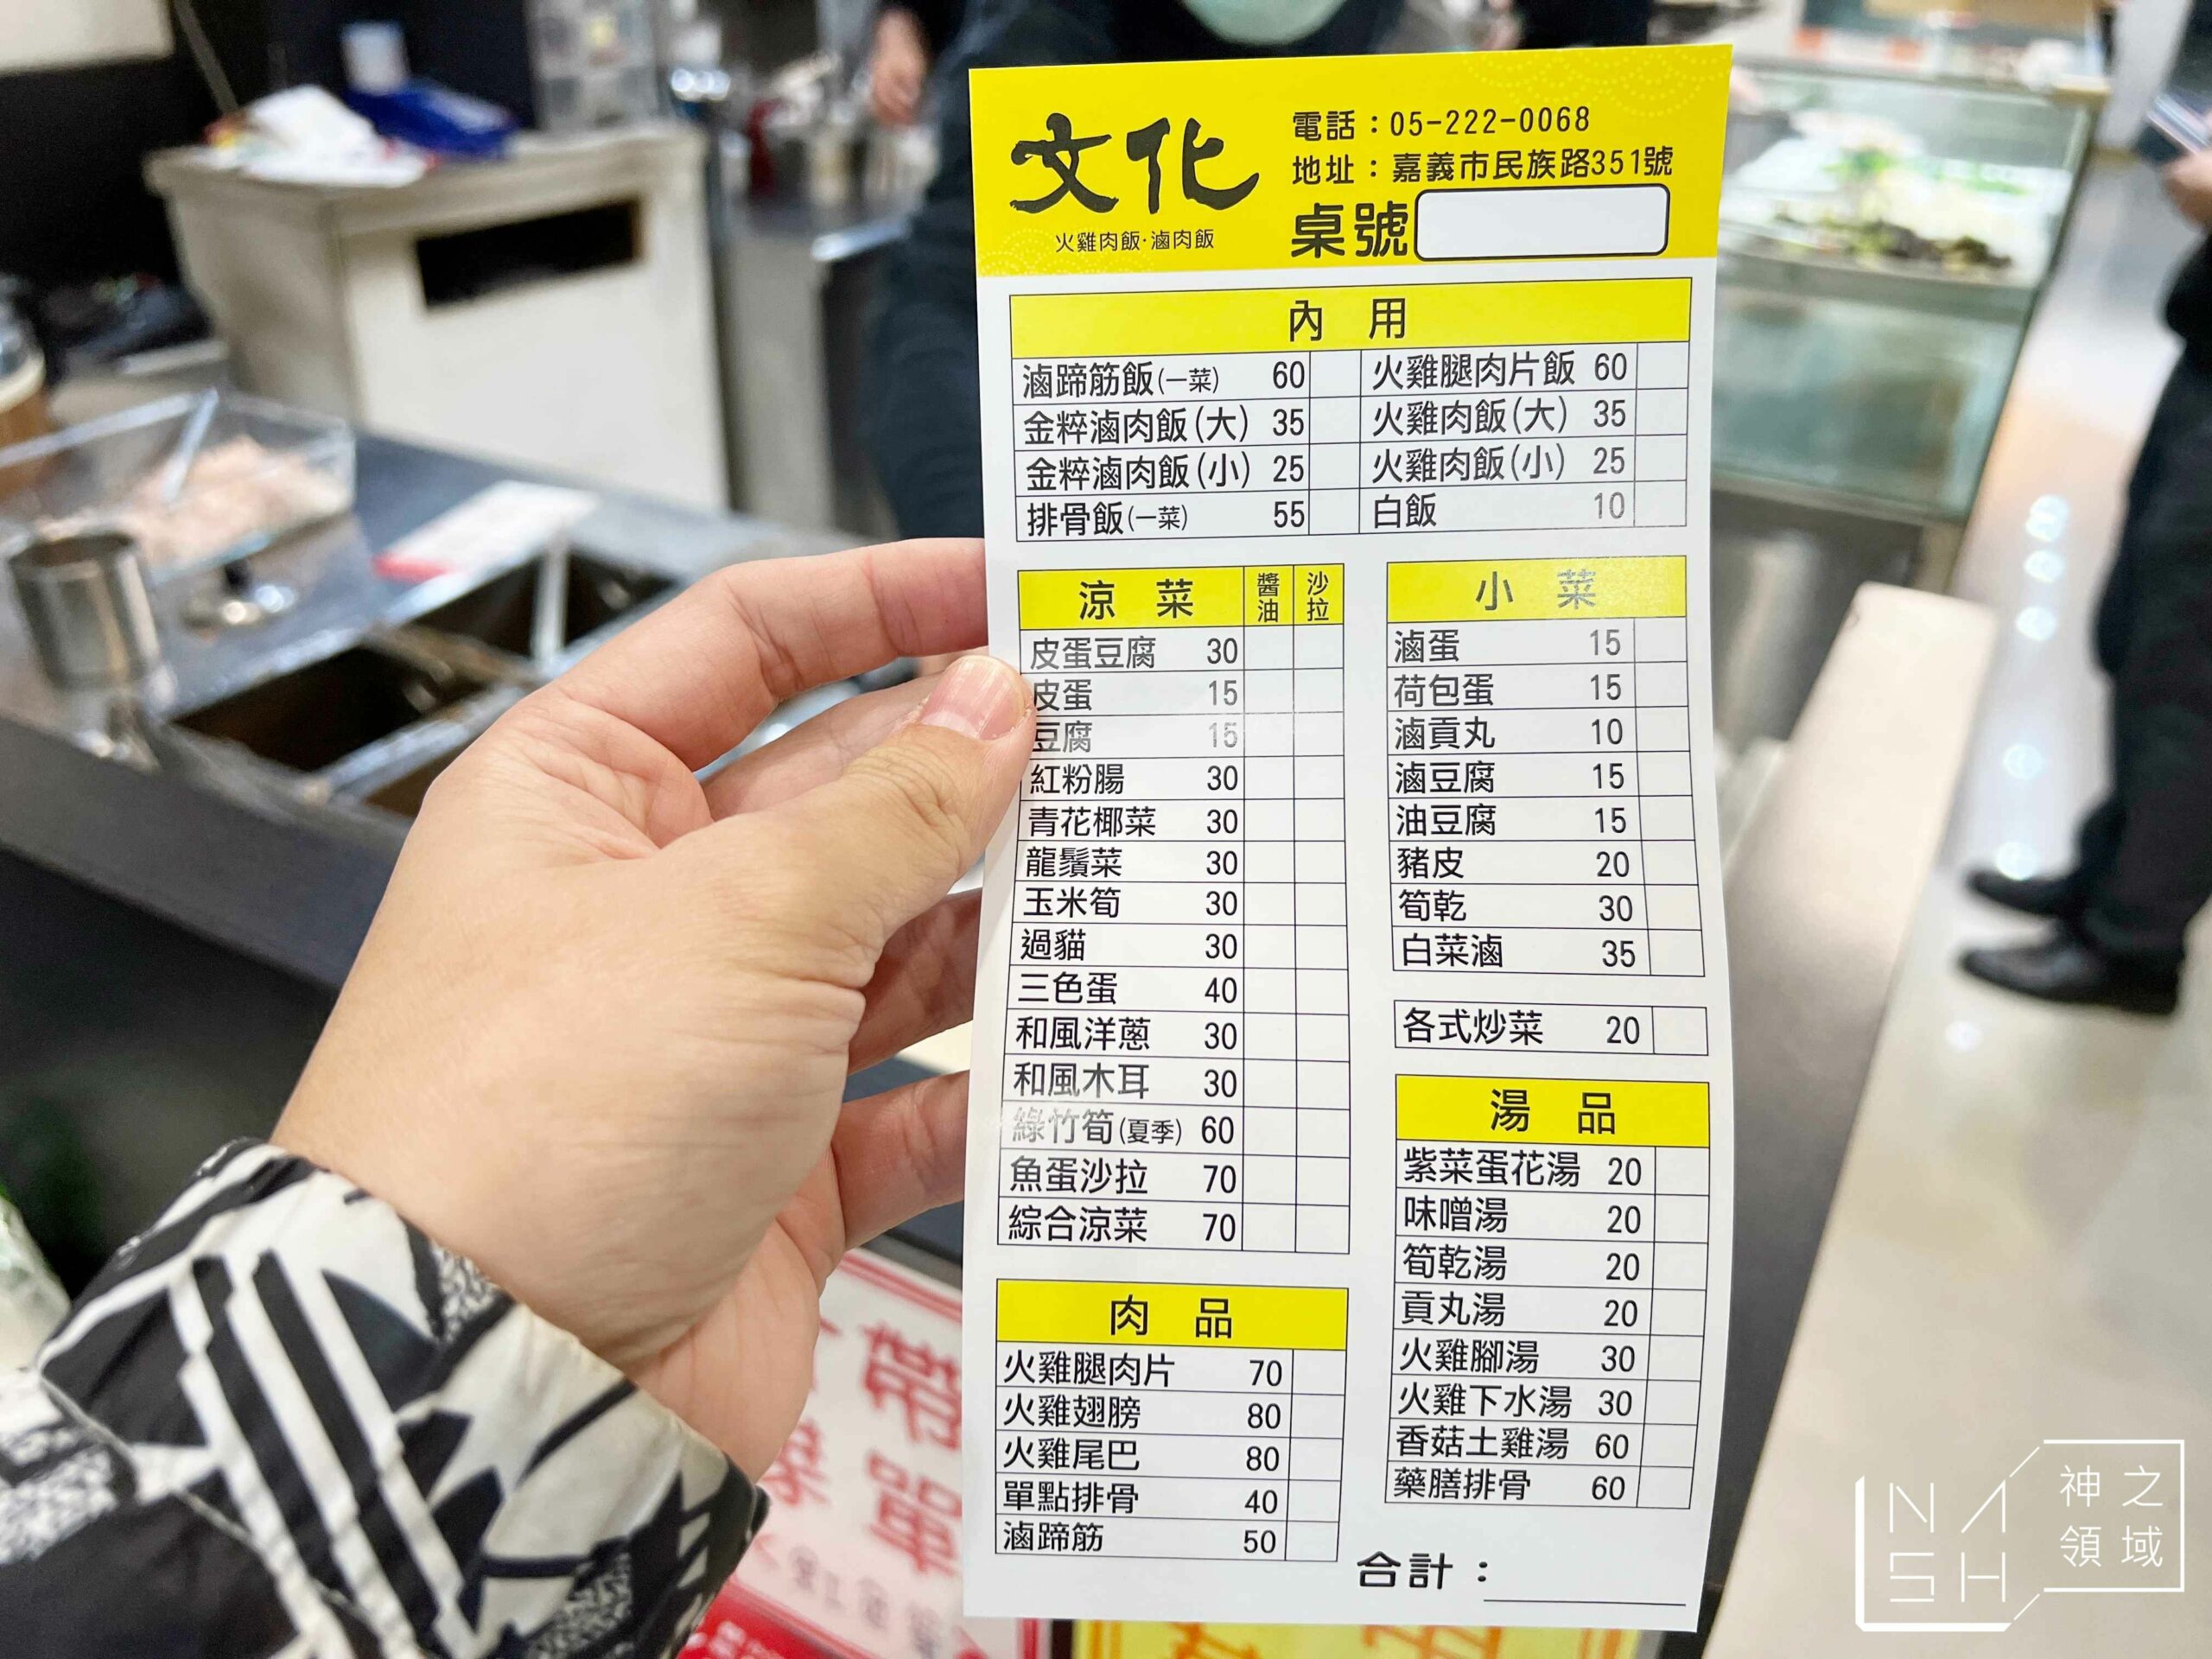 文化
火雞肉飯·滷肉飯
電話：05-222-0068
地址：嘉義市民族路351號
桌號
內 用
滷蹄筋飯(一菜) 60
金粹滷肉飯(大) 35
金粹滷肉飯(小) 25
排骨飯(一菜) 55
火雞腿肉片飯 60
火雞肉飯(大) 35
火雞肉飯(小) 25
白飯 10
涼 菜 醬油 沙拉
皮蛋豆腐 30
皮蛋 15
豆腐 15
紅粉腸 30
青花椰菜 30
龍鬚菜 30
玉米筍 30
過貓 30
三色蛋 40
和風洋蔥 30
和風木耳 30
綠竹筍(夏季) 60
魚蛋沙拉 70
綜合涼菜 70
肉 品
火雞腿肉片 70
火雞翅膀 80
火雞尾巴 80
單點排骨 40
滷蹄筋 50
小 菜
滷蛋 15
荷包蛋 15
滷貢丸 10
滷豆腐 15
油豆腐 15
豬皮 20
筍乾 30
白菜滷 35
各式炒菜 20
湯 品
紫菜蛋花湯 20
味噌湯 20
筍乾湯 20
貢丸湯 20
火雞腳湯 30
火雞下水湯 30
香菇土雞湯 60
藥膳排骨 60
合計：
NASH
神之領域